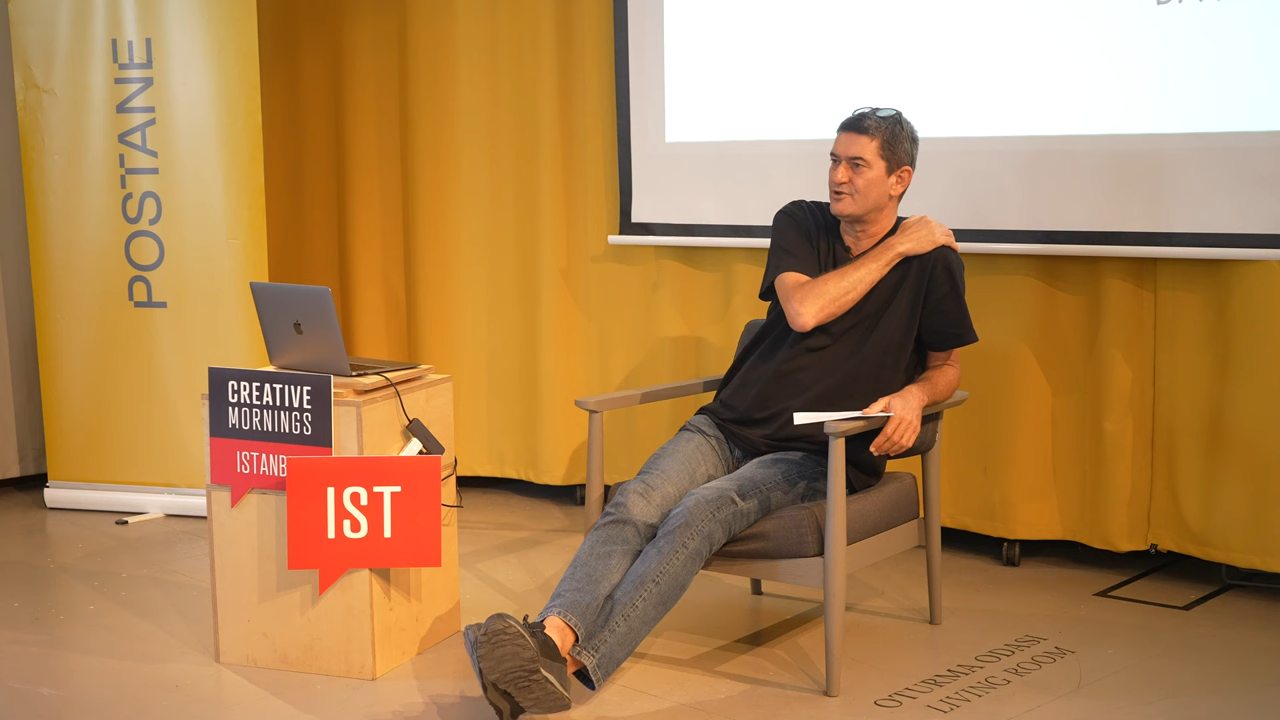 POSTANE
CREATIVE
MORNINGS
ISTANB
IST
OTURMA ODASI
LIVING ROOM